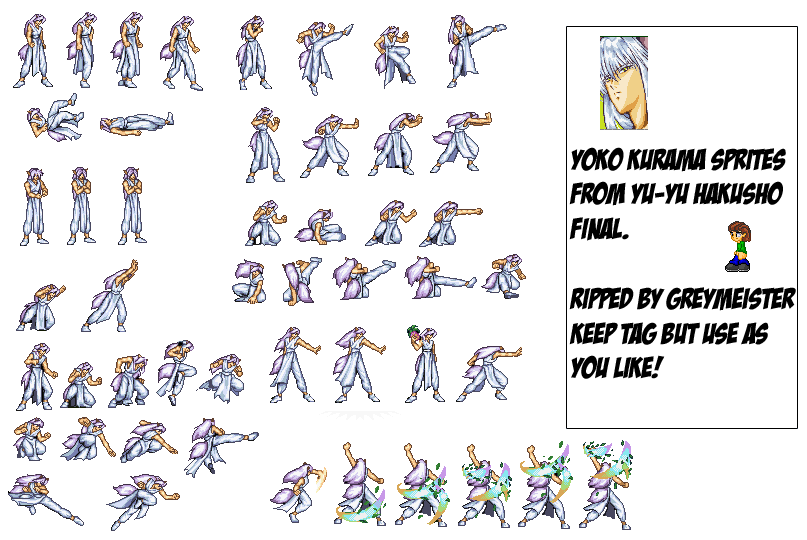 YOKO KURAMA SPRITES
FROM YU-YU HAKUSHO
FINAL.
RIPPED BY GREYMEISTER
KEEP TAG BUT USE AS
YOU LIKE!